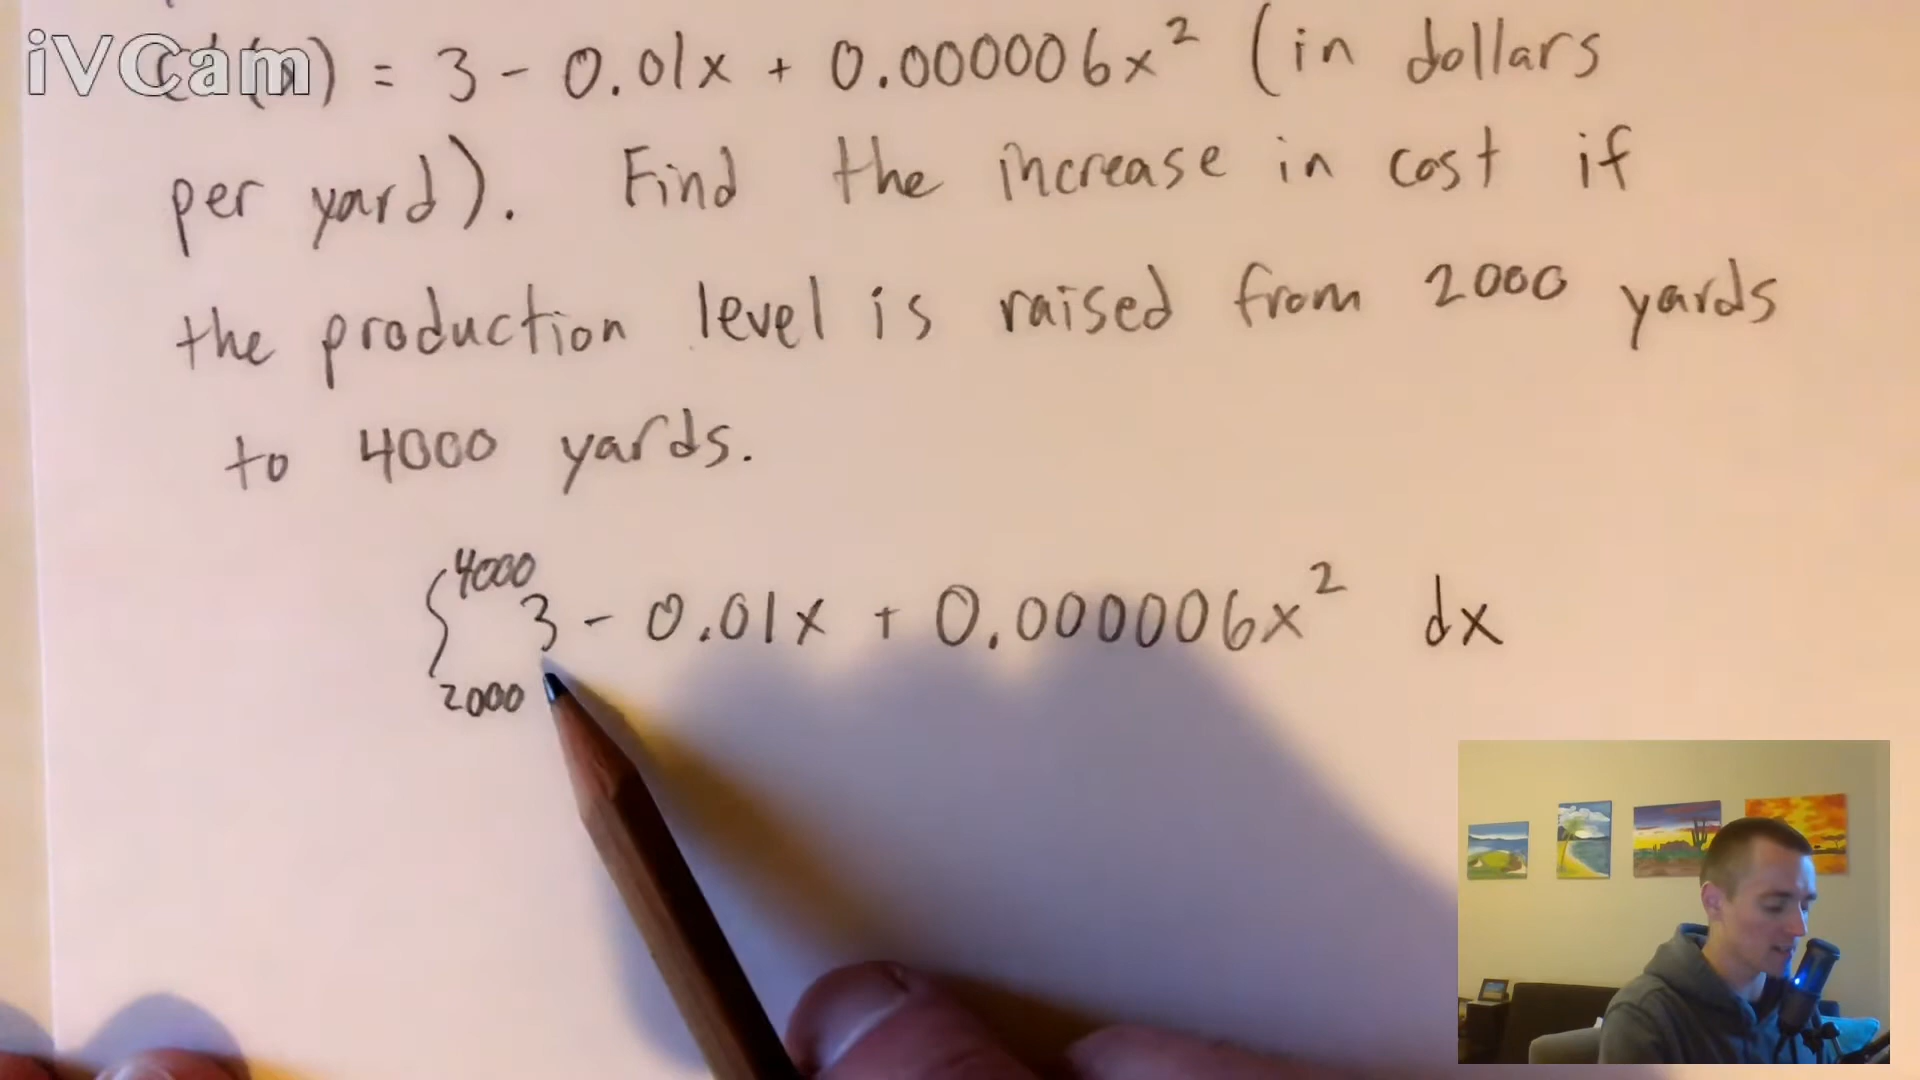 iVCam
C'(x) = 3 - 0.01x + 0.000006x² (in dollars
per yard). Find the increase in cost if
the production level is raised from 2000 yards
to 4000 yards.
∫ 4000 2000 3 - 0.01x + 0.000006x² dx